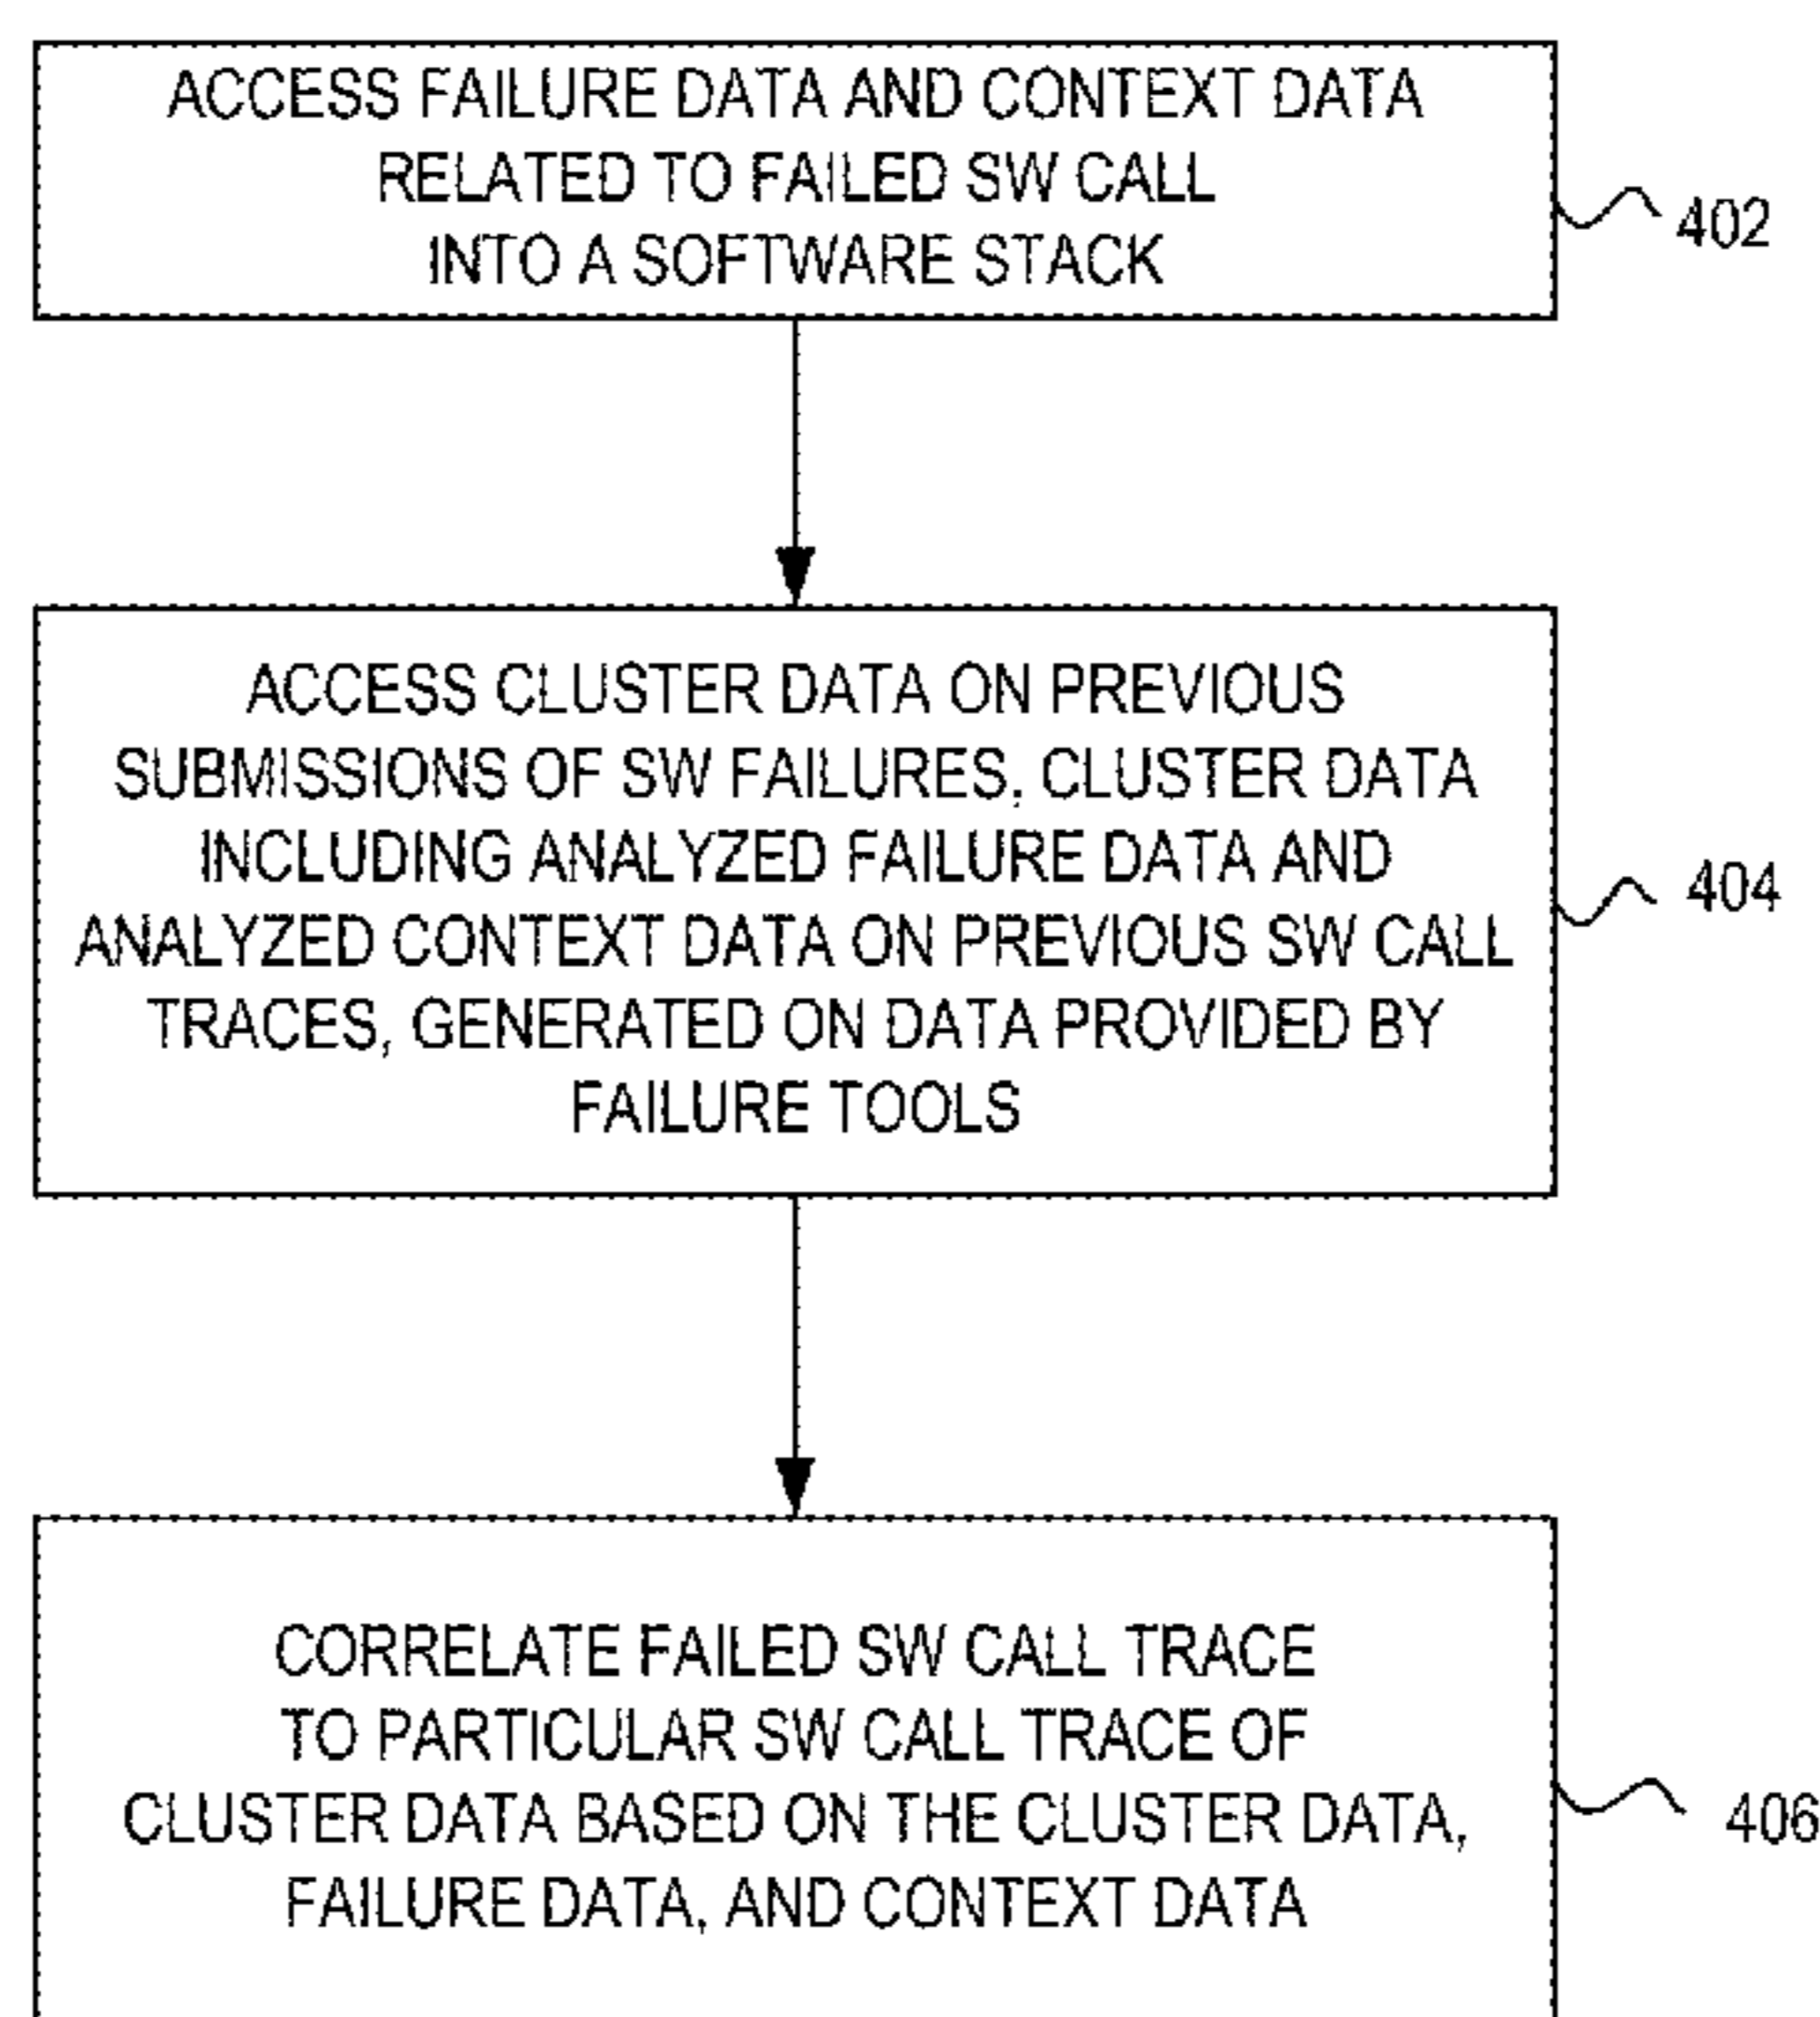 ACCESS FAILURE DATA AND CONTEXT DATA
RELATED TO FAILED SW CALL
INTO A SOFTWARE STACK
402
ACCESS CLUSTER DATA ON PREVIOUS
SUBMISSIONS OF SW FAILURES, CLUSTER DATA
INCLUDING ANALYZED FAILURE DATA AND
ANALYZED CONTEXT DATA ON PREVIOUS SW CALL
TRACES, GENERATED ON DATA PROVIDED BY
FAILURE TOOLS
404
CORRELATE FAILED SW CALL TRACE
TO PARTICULAR SW CALL TRACE OF
CLUSTER DATA BASED ON THE CLUSTER DATA,
FAILURE DATA, AND CONTEXT DATA
406